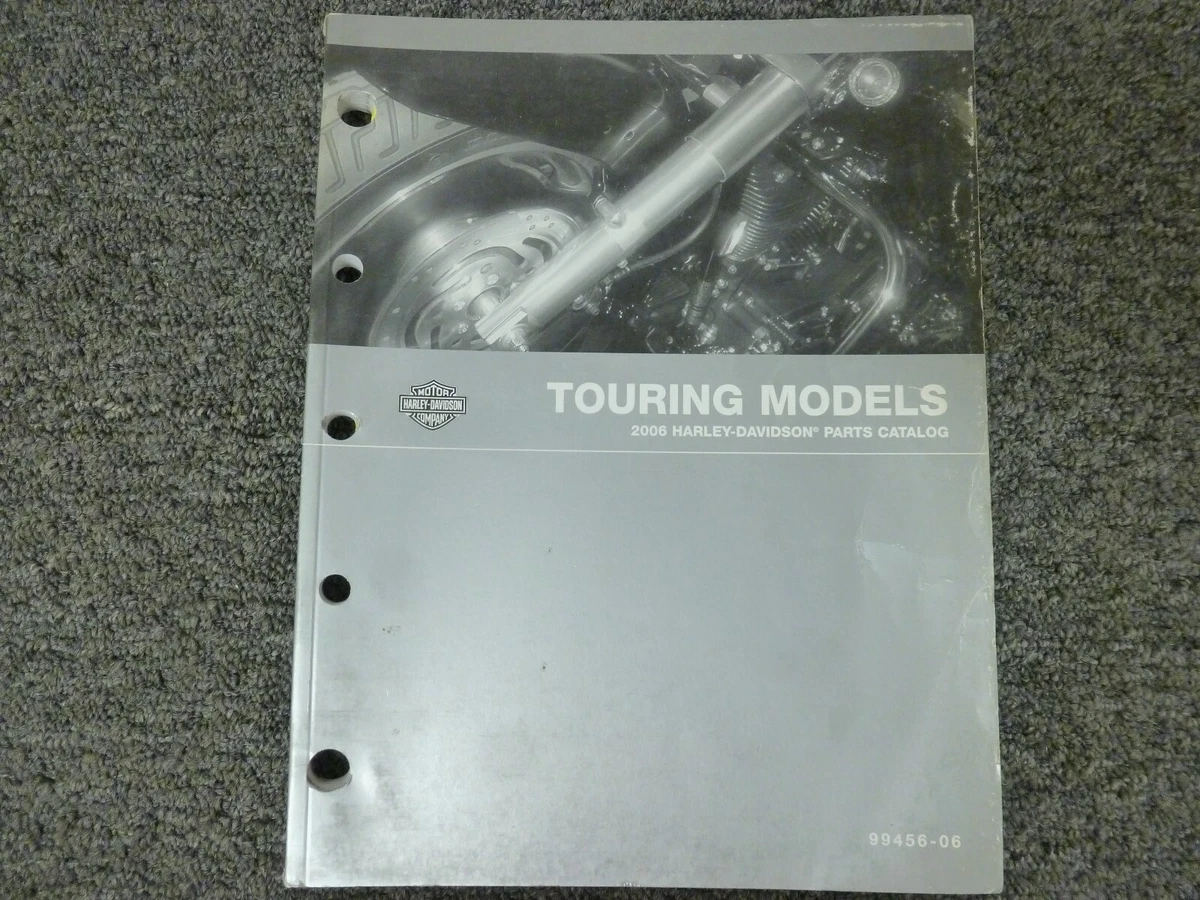 MOTOR
HARLEY-DAVIDSON
COMPANY
TOURING MODELS
2006 HARLEY-DAVIDSON® PARTS CATALOG
99456-06